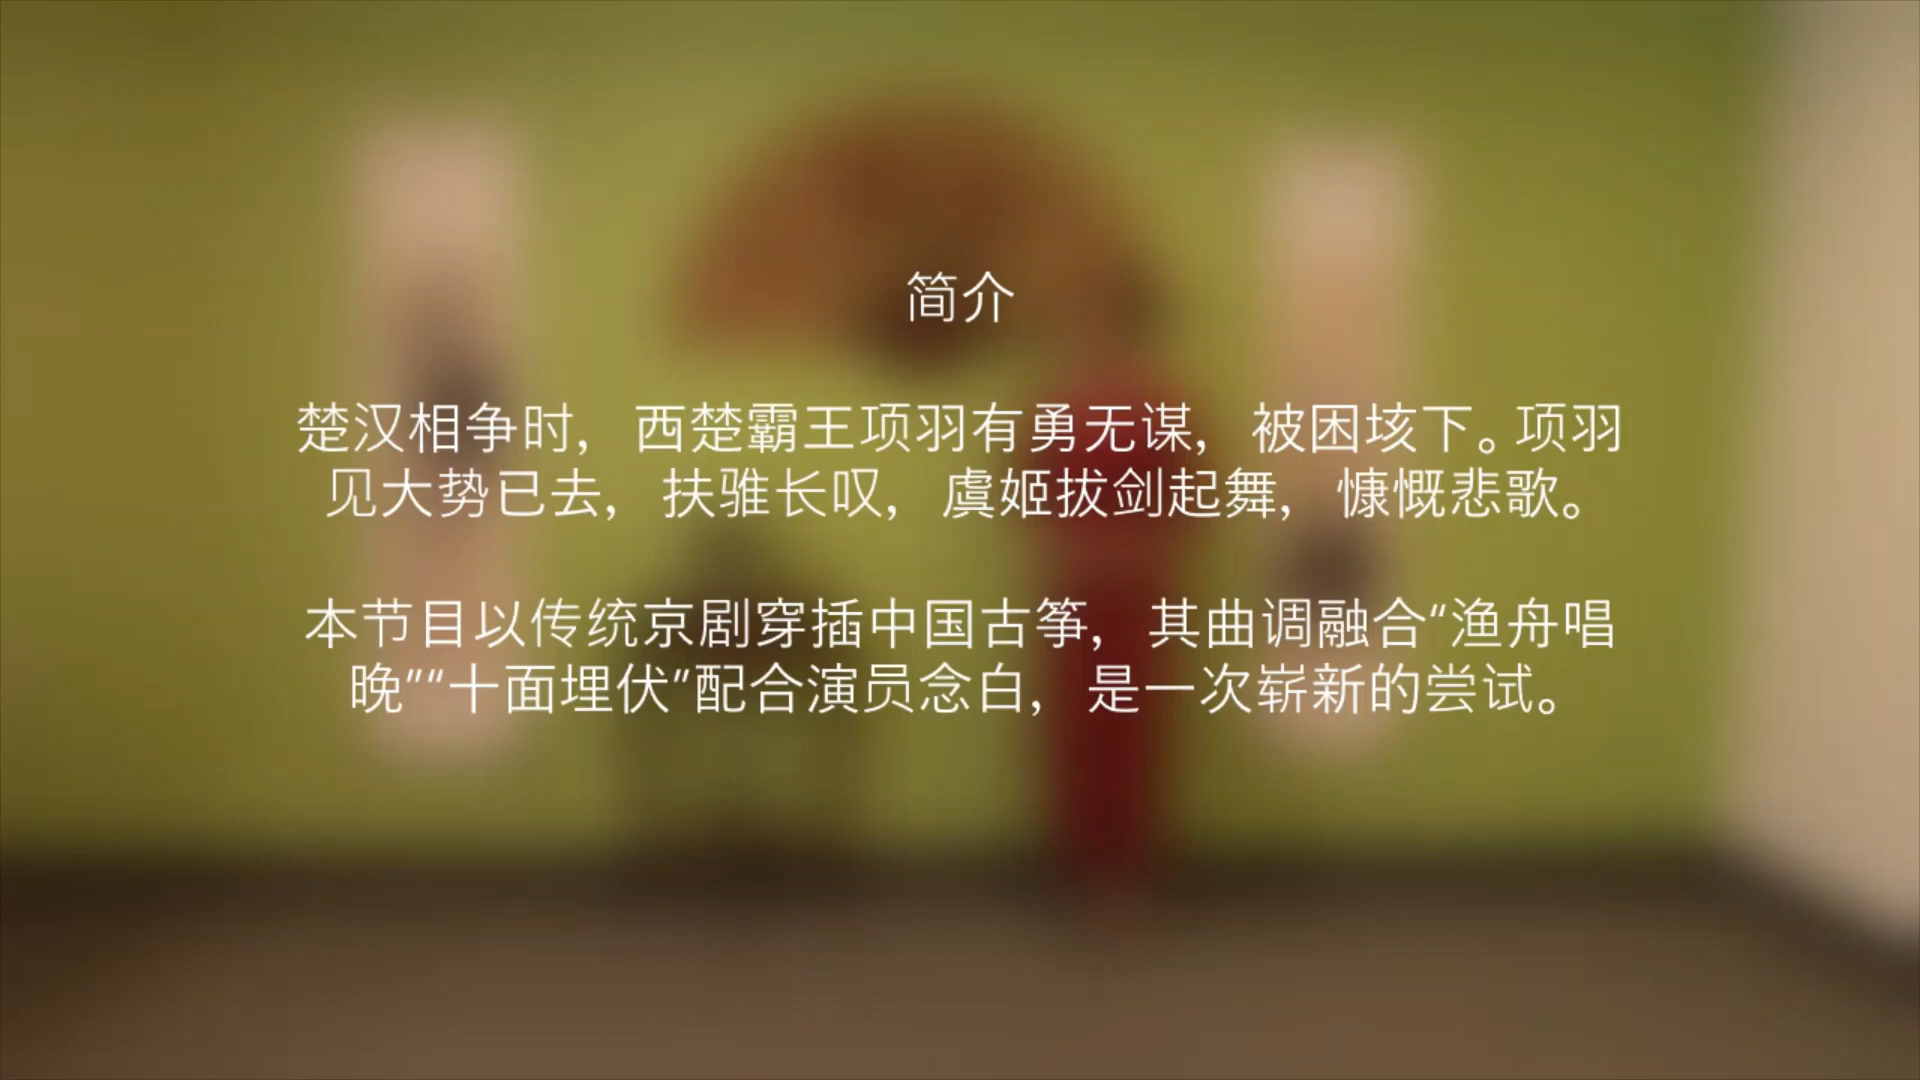 简介
楚汉相争时，西楚霸王项羽有勇无谋，被困垓下。项羽
见大势已去，扶骓长叹，虞姬拔剑起舞，慷慨悲歌。
本节目以传统京剧穿插中国古筝，其曲调融合“渔舟唱
晚”“十面埋伏”配合演员念白，是一次崭新的尝试。